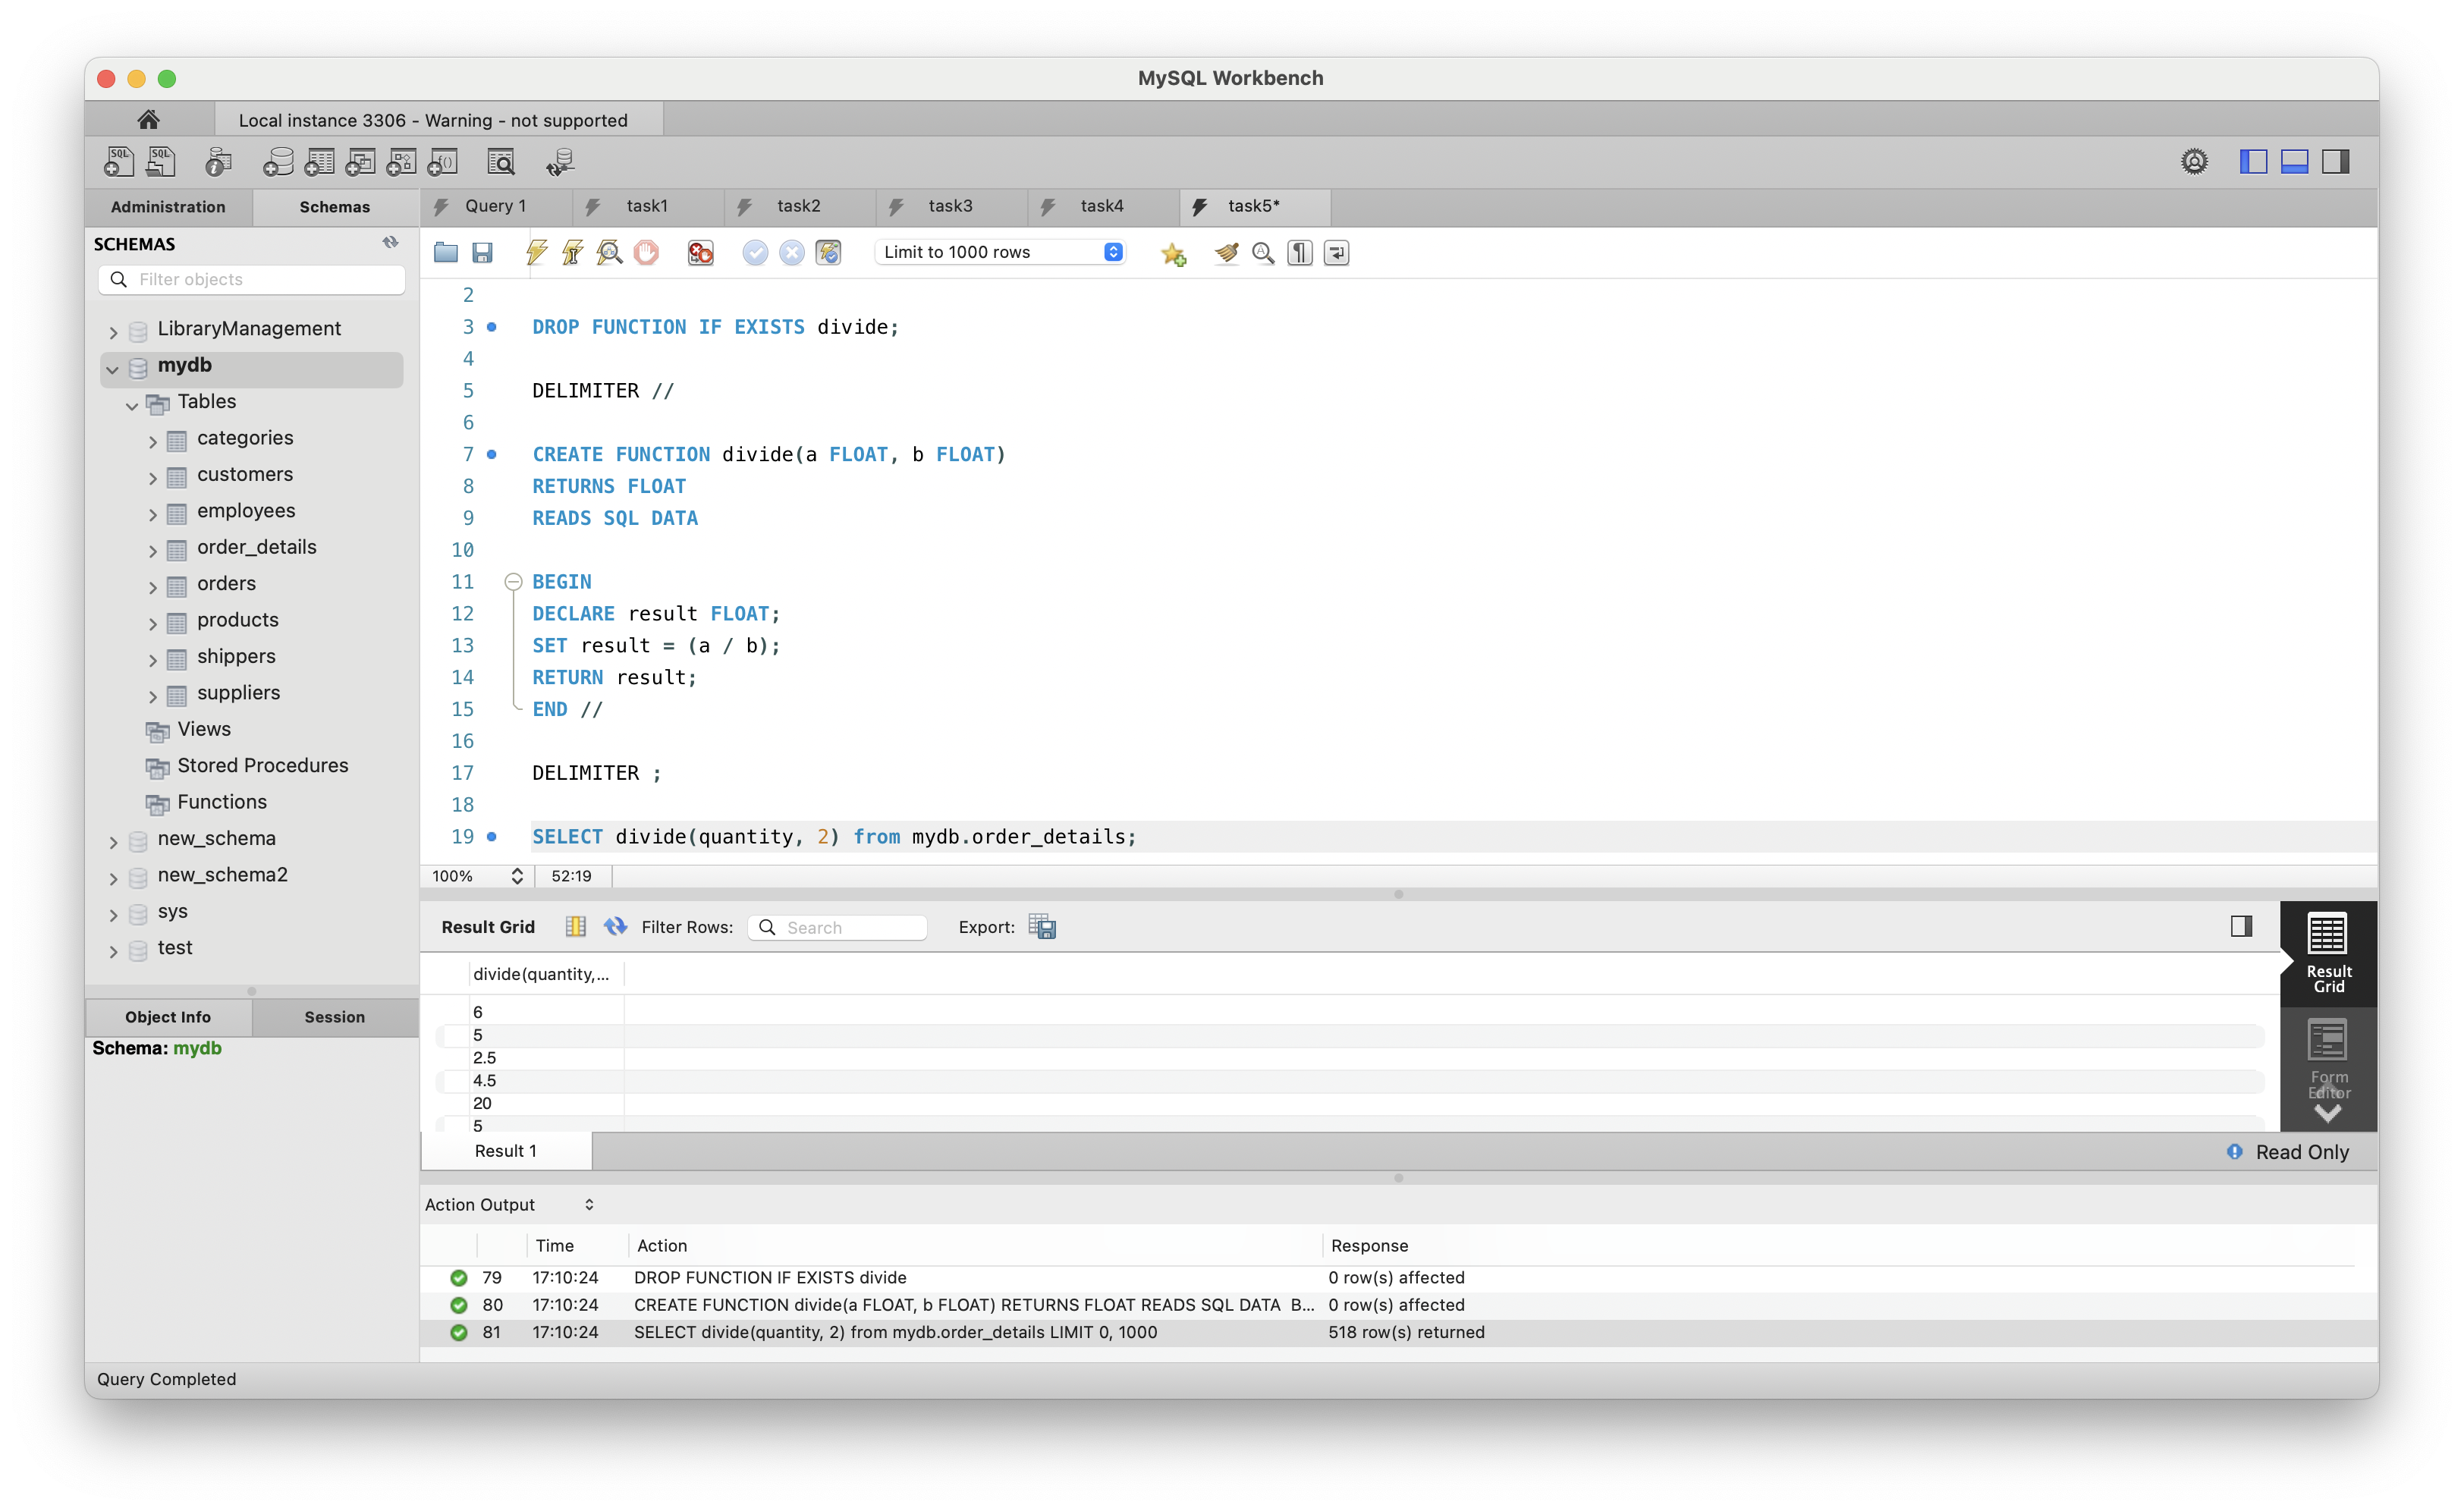 MySQL Workbench
Local instance 3306 - Warning - not supported
SQL SQL
Administration Schemas
Query 1 task1 task2 task3 task4 task5*
SCHEMAS
Filter objects
LibraryManagement
mydb
Tables
categories
customers
employees
order_details
orders
products
shippers
suppliers
Views
Stored Procedures
Functions
new_schema
new_schema2
sys
test
Object Info Session
Schema: mydb
Limit to 1000 rows
2
3 DROP FUNCTION IF EXISTS divide;
4
5 DELIMITER //
6
7 CREATE FUNCTION divide(a FLOAT, b FLOAT)
8 RETURNS FLOAT
9 READS SQL DATA
10
11 BEGIN
12 DECLARE result FLOAT;
13 SET result = (a / b);
14 RETURN result;
15 END //
16
17 DELIMITER ;
18
19 SELECT divide(quantity, 2) from mydb.order_details;
100% 52:19
Result Grid Filter Rows: Search Export:
divide(quantity,...
6
5
2.5
4.5
20
5
Result Grid
Form Editor
Result 1 Read Only
Action Output
Time Action Response
79 17:10:24 DROP FUNCTION IF EXISTS divide 0 row(s) affected
80 17:10:24 CREATE FUNCTION divide(a FLOAT, b FLOAT) RETURNS FLOAT READS SQL DATA B... 0 row(s) affected
81 17:10:24 SELECT divide(quantity, 2) from mydb.order_details LIMIT 0, 1000 518 row(s) returned
Query Completed